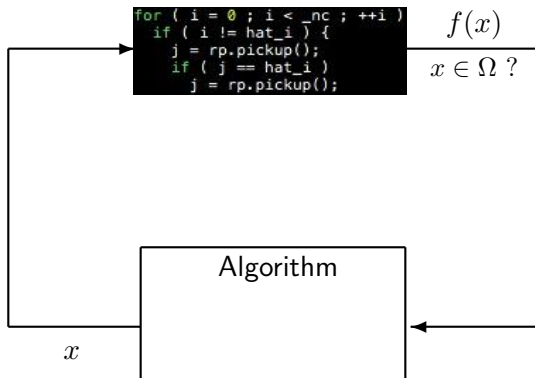 for ( i = 0 ; i < _nc ; ++i )
if ( i != hat_i ) {
j = rp.pickup();
if ( j == hat_i )
j = rp.pickup();
f(x)
x ∈ Ω ?
Algorithm
x